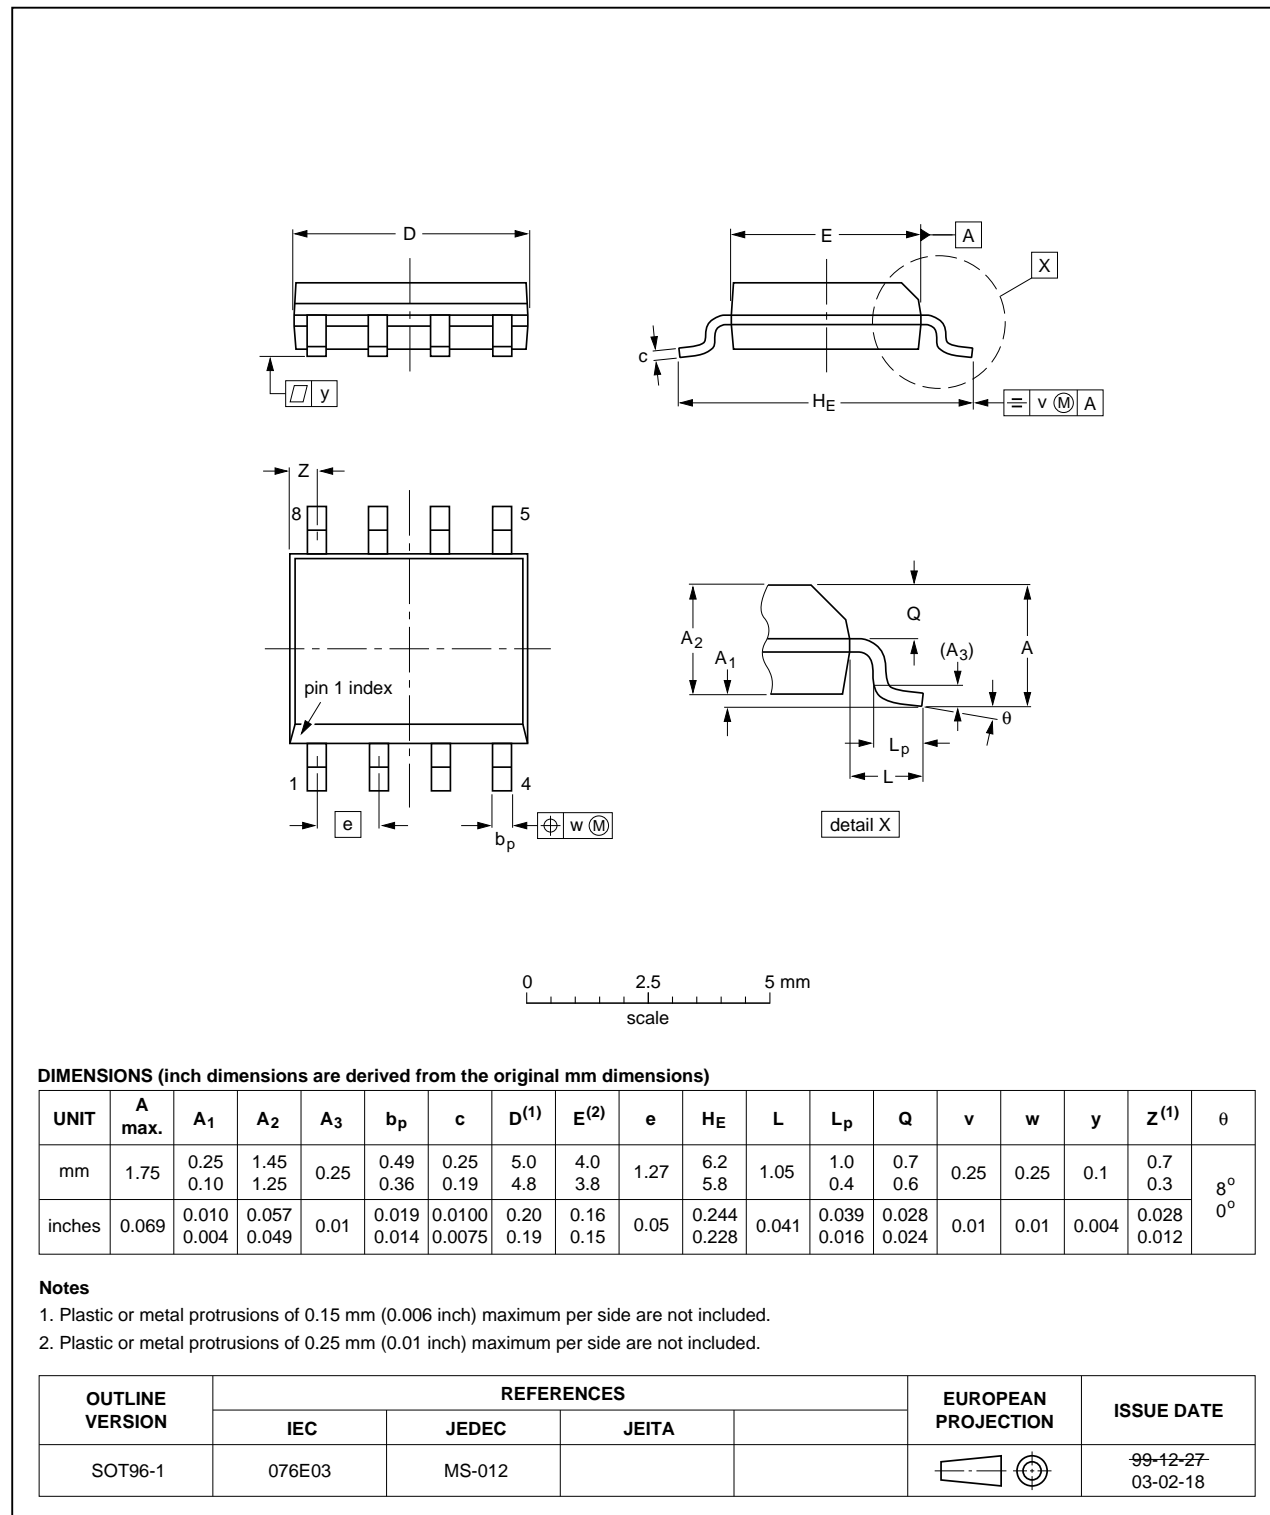 D
E
A
X
c
y
HE
v M A
Z
8
5
pin 1 index
1
4
e
bp
w M
Q
A2
A1
(A3)
A
θ
Lp
L
detail X
0 2.5 5 mm
scale
DIMENSIONS (inch dimensions are derived from the original mm dimensions)
UNIT A max. A1 A2 A3 bp c D(1) E(2) e HE L Lp Q v w y Z(1) θ
mm 1.75 0.25 0.10 1.45 1.25 0.25 0.49 0.36 0.25 0.19 5.0 4.8 4.0 3.8 1.27 6.2 5.8 1.05 1.0 0.4 0.7 0.6 0.25 0.25 0.1 0.7 0.3 8o 0o
inches 0.069 0.010 0.004 0.057 0.049 0.01 0.019 0.014 0.0100 0.0075 0.20 0.19 0.16 0.15 0.05 0.244 0.228 0.041 0.039 0.016 0.028 0.024 0.01 0.01 0.004 0.028 0.012
Notes
1. Plastic or metal protrusions of 0.15 mm (0.006 inch) maximum per side are not included.
2. Plastic or metal protrusions of 0.25 mm (0.01 inch) maximum per side are not included.
OUTLINE VERSION REFERENCES EUROPEAN PROJECTION ISSUE DATE
IEC JEDEC JEITA
SOT96-1 076E03 MS-012 99-12-27
03-02-18